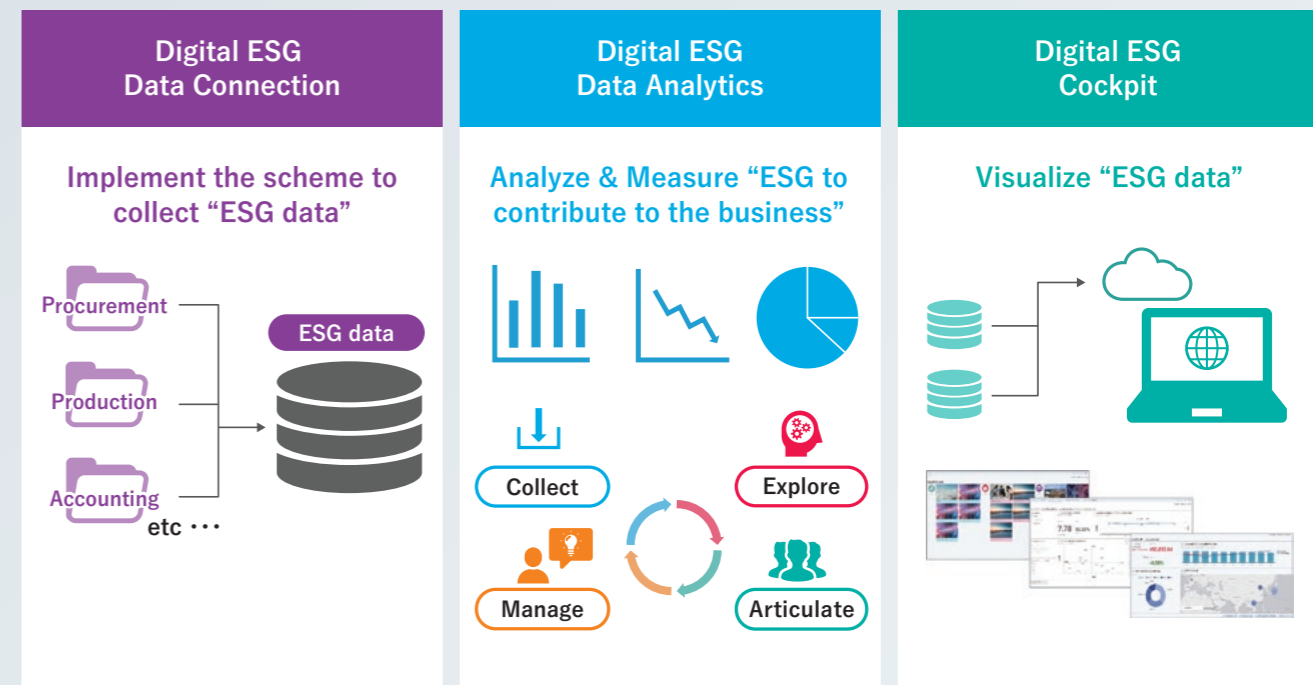 Digital ESG
Data Connection
Implement the scheme to
collect “ESG data”
Procurement
Production
Accounting
etc ···
ESG data
Digital ESG
Data Analytics
Analyze & Measure “ESG to
contribute to the business”
Collect
Explore
Manage
Articulate
Digital ESG
Cockpit
Visualize “ESG data”
7.78